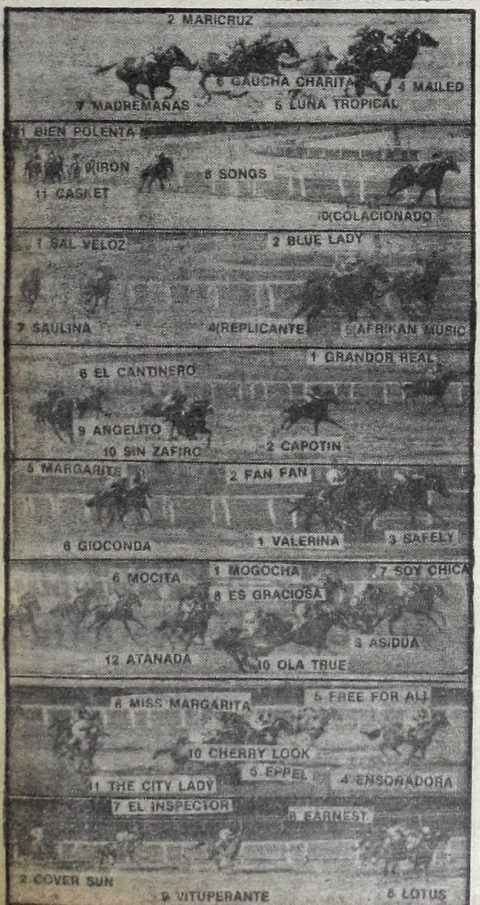 2 MARICRUZ
6 GAUCHA CHARITA
4 MAILED
7 MADREMAÑAS
5 LUNA TROPICAL
1 BIEN POLENTA
9(IRON
8 SONGS
11 CASKET
0(COLACIONADO
1 SAL VELOZ
2 BLUE LADY
7 SAULINA
4(REPLICANTE
5(AFRIKAN MUSIC
1 GRANDOR REAL
6 EL CANTINERO
9 ANGELITO
10 SIN ZAFIRO
2 CAPOTIN
5 MARGARITE
2 FAN FAN
6 GIOCONDA
1 VALERINA
3 SAFELY
6 MOCITA
1 MOGOCHA
7 SOY CHICA
8 ES GRACIOSA
3 ASIDUA
12 ATANADA
10 OLA TRUE
5 FREE FOR ALL
8 MISS MARGARITA
10 CHERRY LOOK
EPPEL
4 ENSOÑADORA
11 THE CITY LADY
7 EL INSPECTOR
EARNEST
2 COVER SUN
9 VITUPERANTE
LOTUS